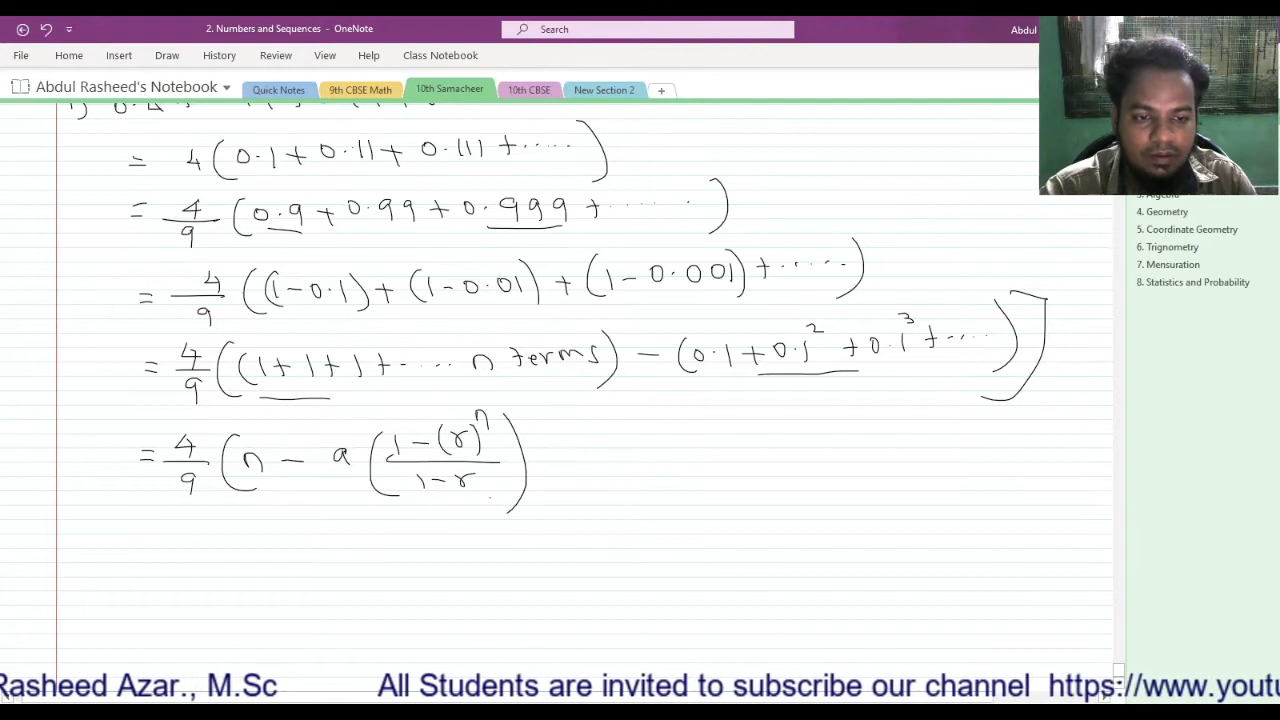 2. Numbers and Sequences - OneNote
Search
Abdul
File Home Insert Draw History Review View Help Class Notebook
Abdul Rasheed's Notebook Quick Notes 9th CBSE Math 10th Samacheer 10th CBSE New Section 2 +
= 4 (0.1 + 0.11 + 0.111 + .....)
= 4/9 (0.9 + 0.99 + 0.999 + ......)
= 4/9 ((1-0.1) + (1-0.01) + (1-0.001) + ......)
= 4/9 ((1+1+1+ ..... n terms) - (0.1 + 0.1² + 0.1³ + .....)]
= 4/9 (n - a (1-(r)^n / 1-r)
4. Geometry
5. Coordinate Geometry
6. Trignometry
7. Mensuration
8. Statistics and Probability
Rasheed Azar., M.Sc All Students are invited to subscribe our channel https://www.yout